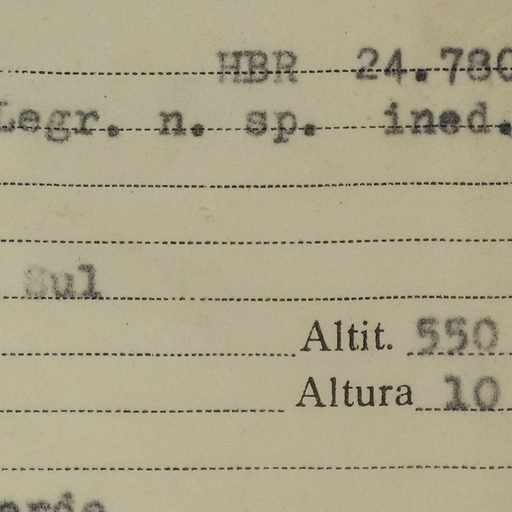 HBR 24.780
Legr. n. sp. ined.
Sul
Altit. 550
Altura 10